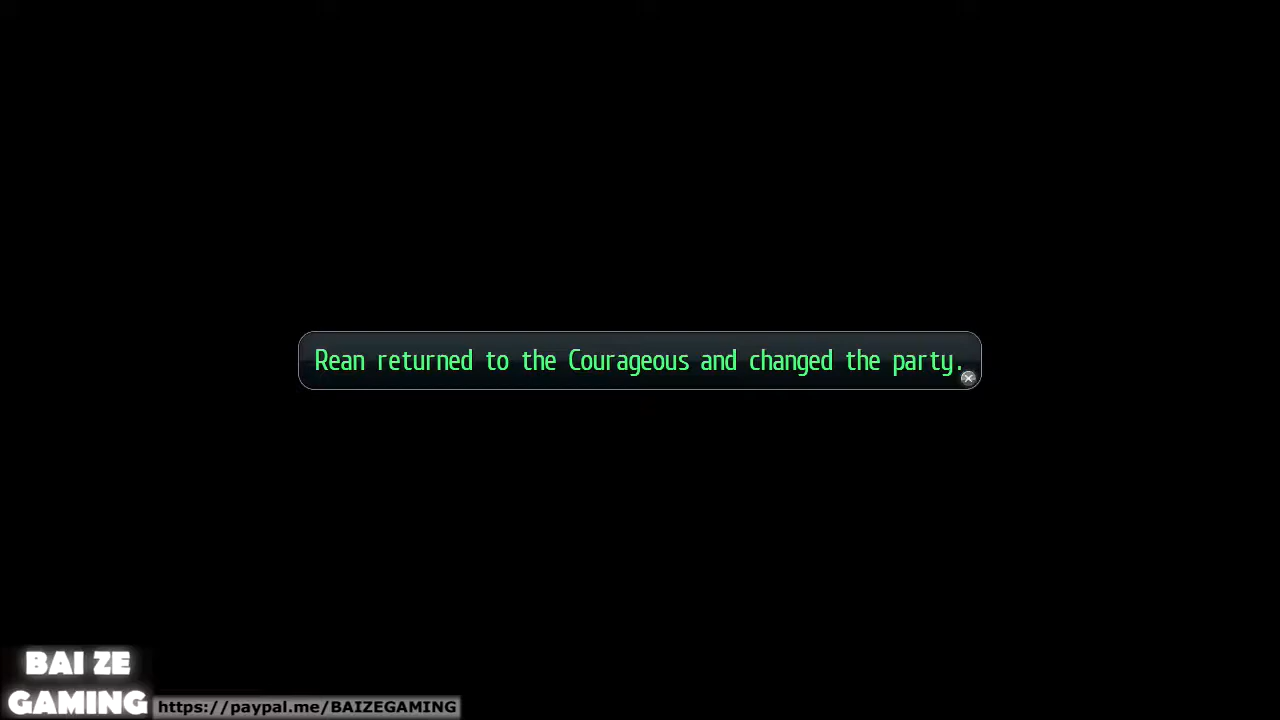 Rean returned to the Courageous and changed the party.
BAI ZE
GAMING
https://paypal.me/BAIZEGAMING